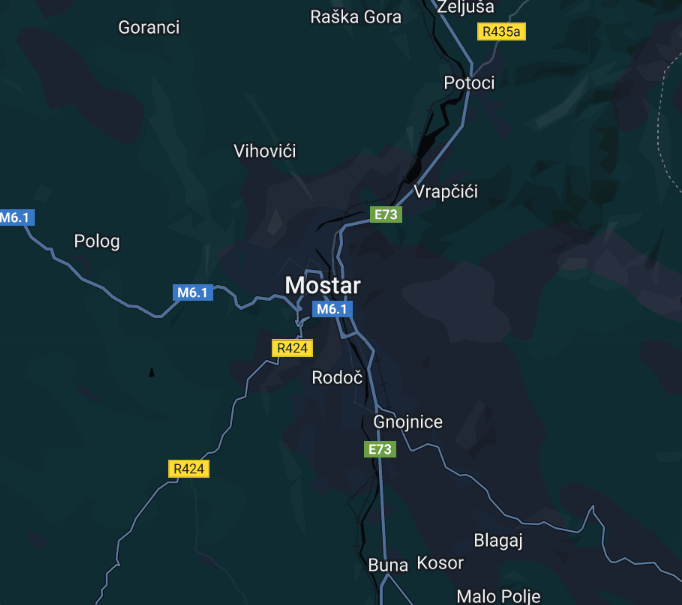 Željuša
Raška Gora
Goranci
R435a
Potoci
Vihovići
Vrapčići
E73
M6.1
Polog
Mostar
M6.1
M6.1
R424
Rodoč
Gnojnice
E73
R424
Blagaj
Buna
Kosor
Malo Polje